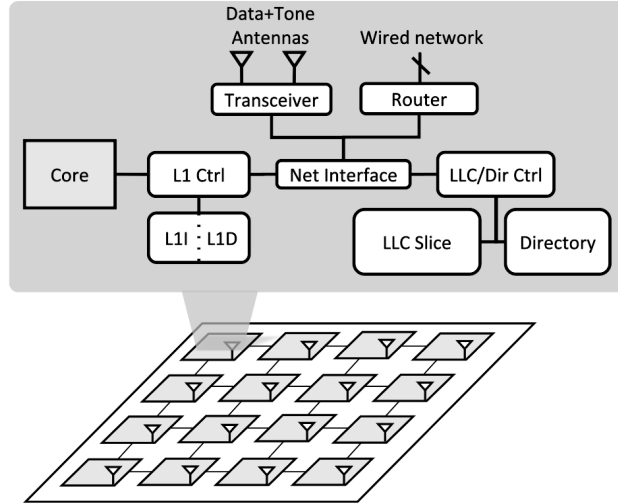 Data+Tone
Antennas
Wired network
Transceiver
Router
Core
L1 Ctrl
Net Interface
LLC/Dir Ctrl
L1I
L1D
LLC Slice
Directory